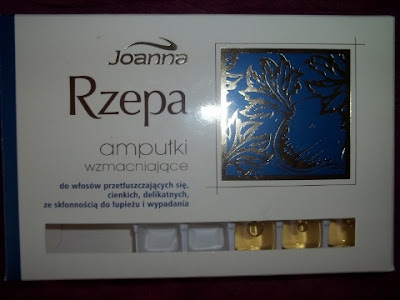 Joanna
Rzepa
ampułki
wzmacniające
do włosów przetłuszczających się,
cienkich, delikatnych,
ze skłonnością do łupieżu i wypadania